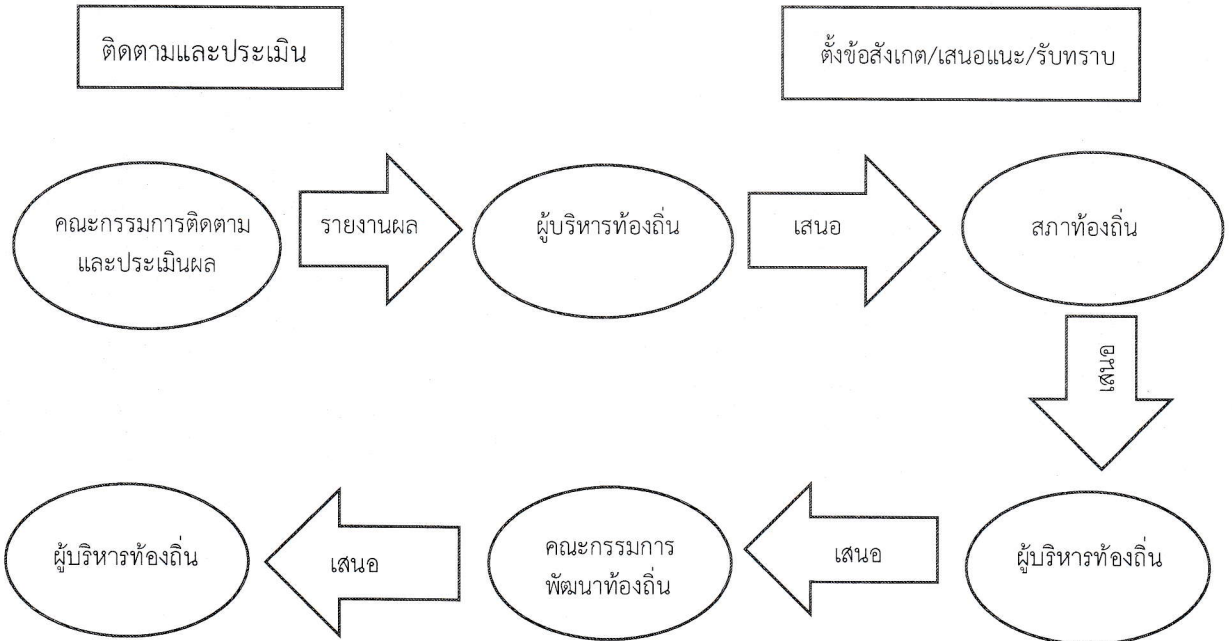 ติดตามและประเมิน
ตั้งข้อสังเกต/เสนอแนะ/รับทราบ
คณะกรรมการติดตาม
และประเมินผล
รายงานผล
ผู้บริหารท้องถิ่น
เสนอ
สภาท้องถิ่น
เสนอ
ผู้บริหารท้องถิ่น
เสนอ
คณะกรรมการ
พัฒนาท้องถิ่น
เสนอ
ผู้บริหารท้องถิ่น